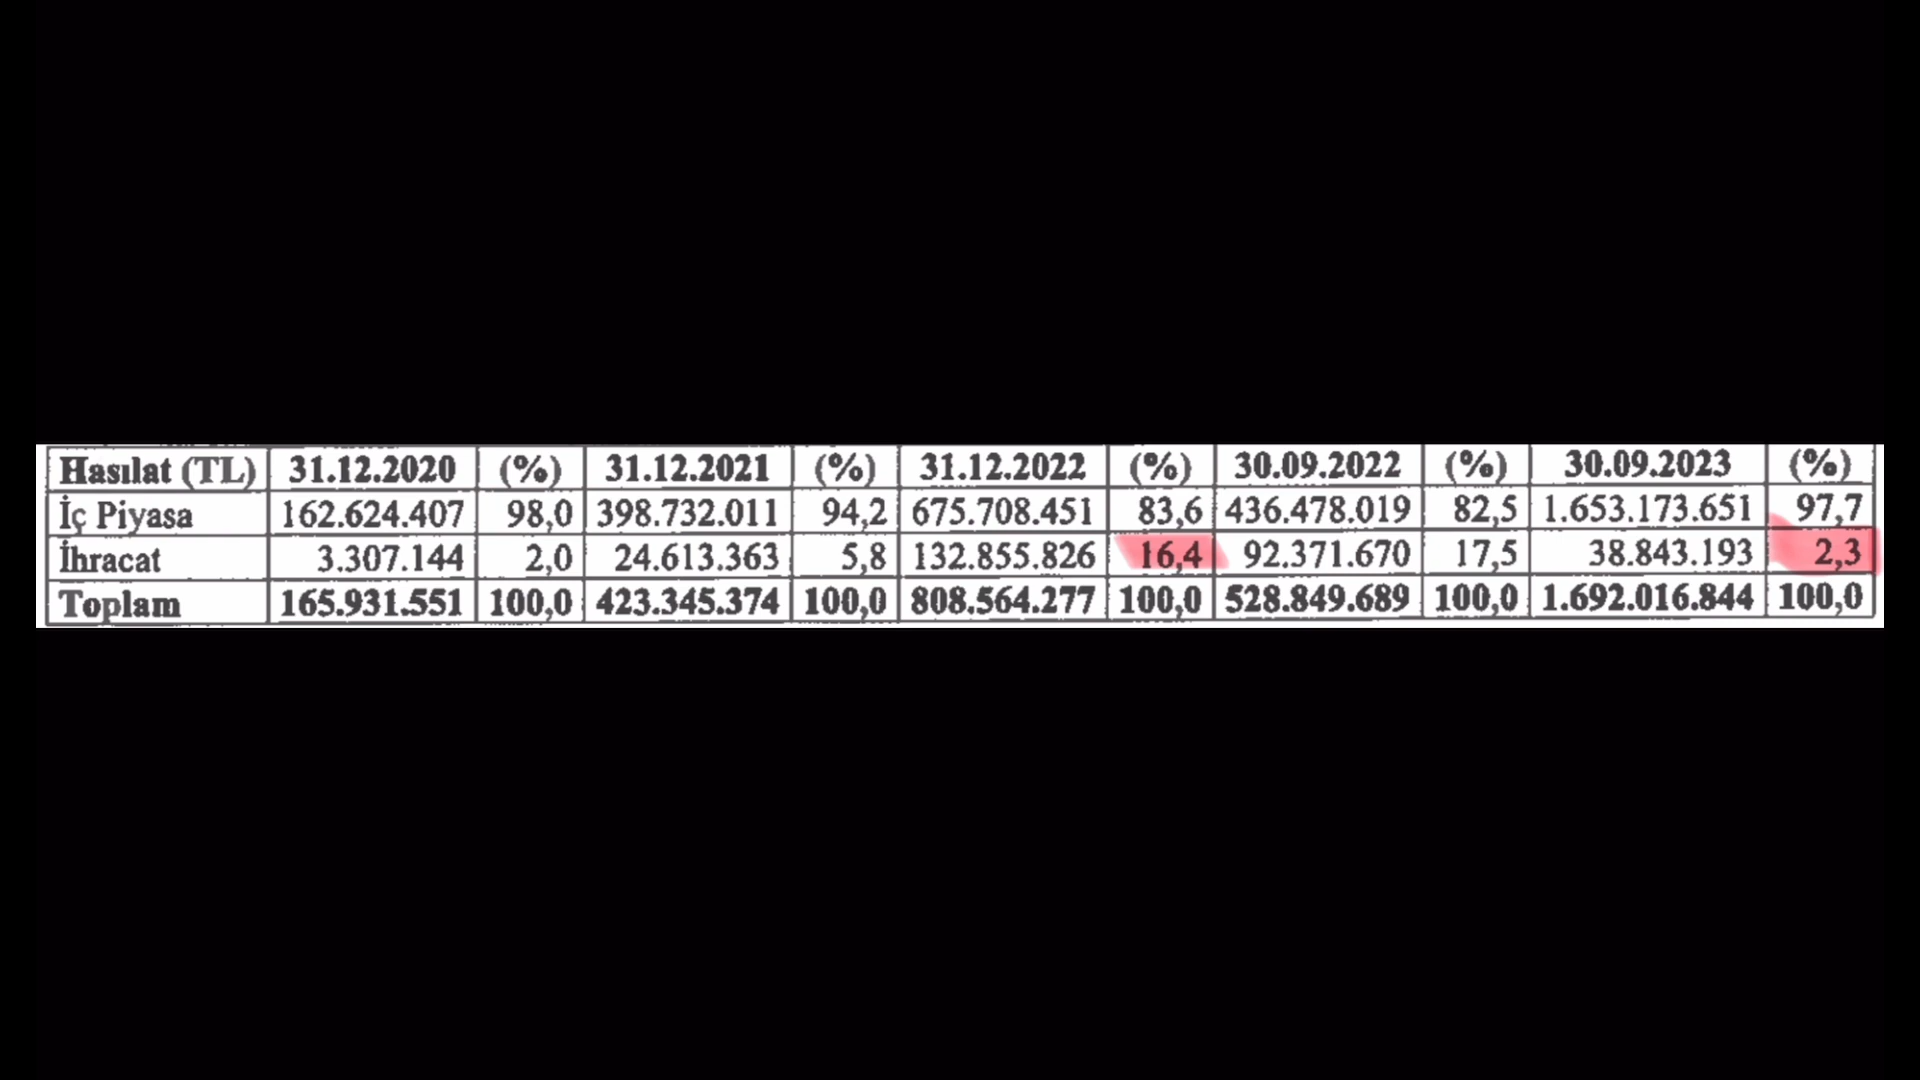 Hasılat (TL) 31.12.2020 (%) 31.12.2021 (%) 31.12.2022 (%) 30.09.2022 (%) 30.09.2023 (%)
İç Piyasa 162.624.407 98,0 398.732.011 94,2 675.708.451 83,6 436.478.019 82,5 1.653.173.651 97,7
İhracat 3.307.144 2,0 24.613.363 5,8 132.855.826 16,4 92.371.670 17,5 38.843.193 2,3
Toplam 165.931.551 100,0 423.345.374 100,0 808.564.277 100,0 528.849.689 100,0 1.692.016.844 100,0